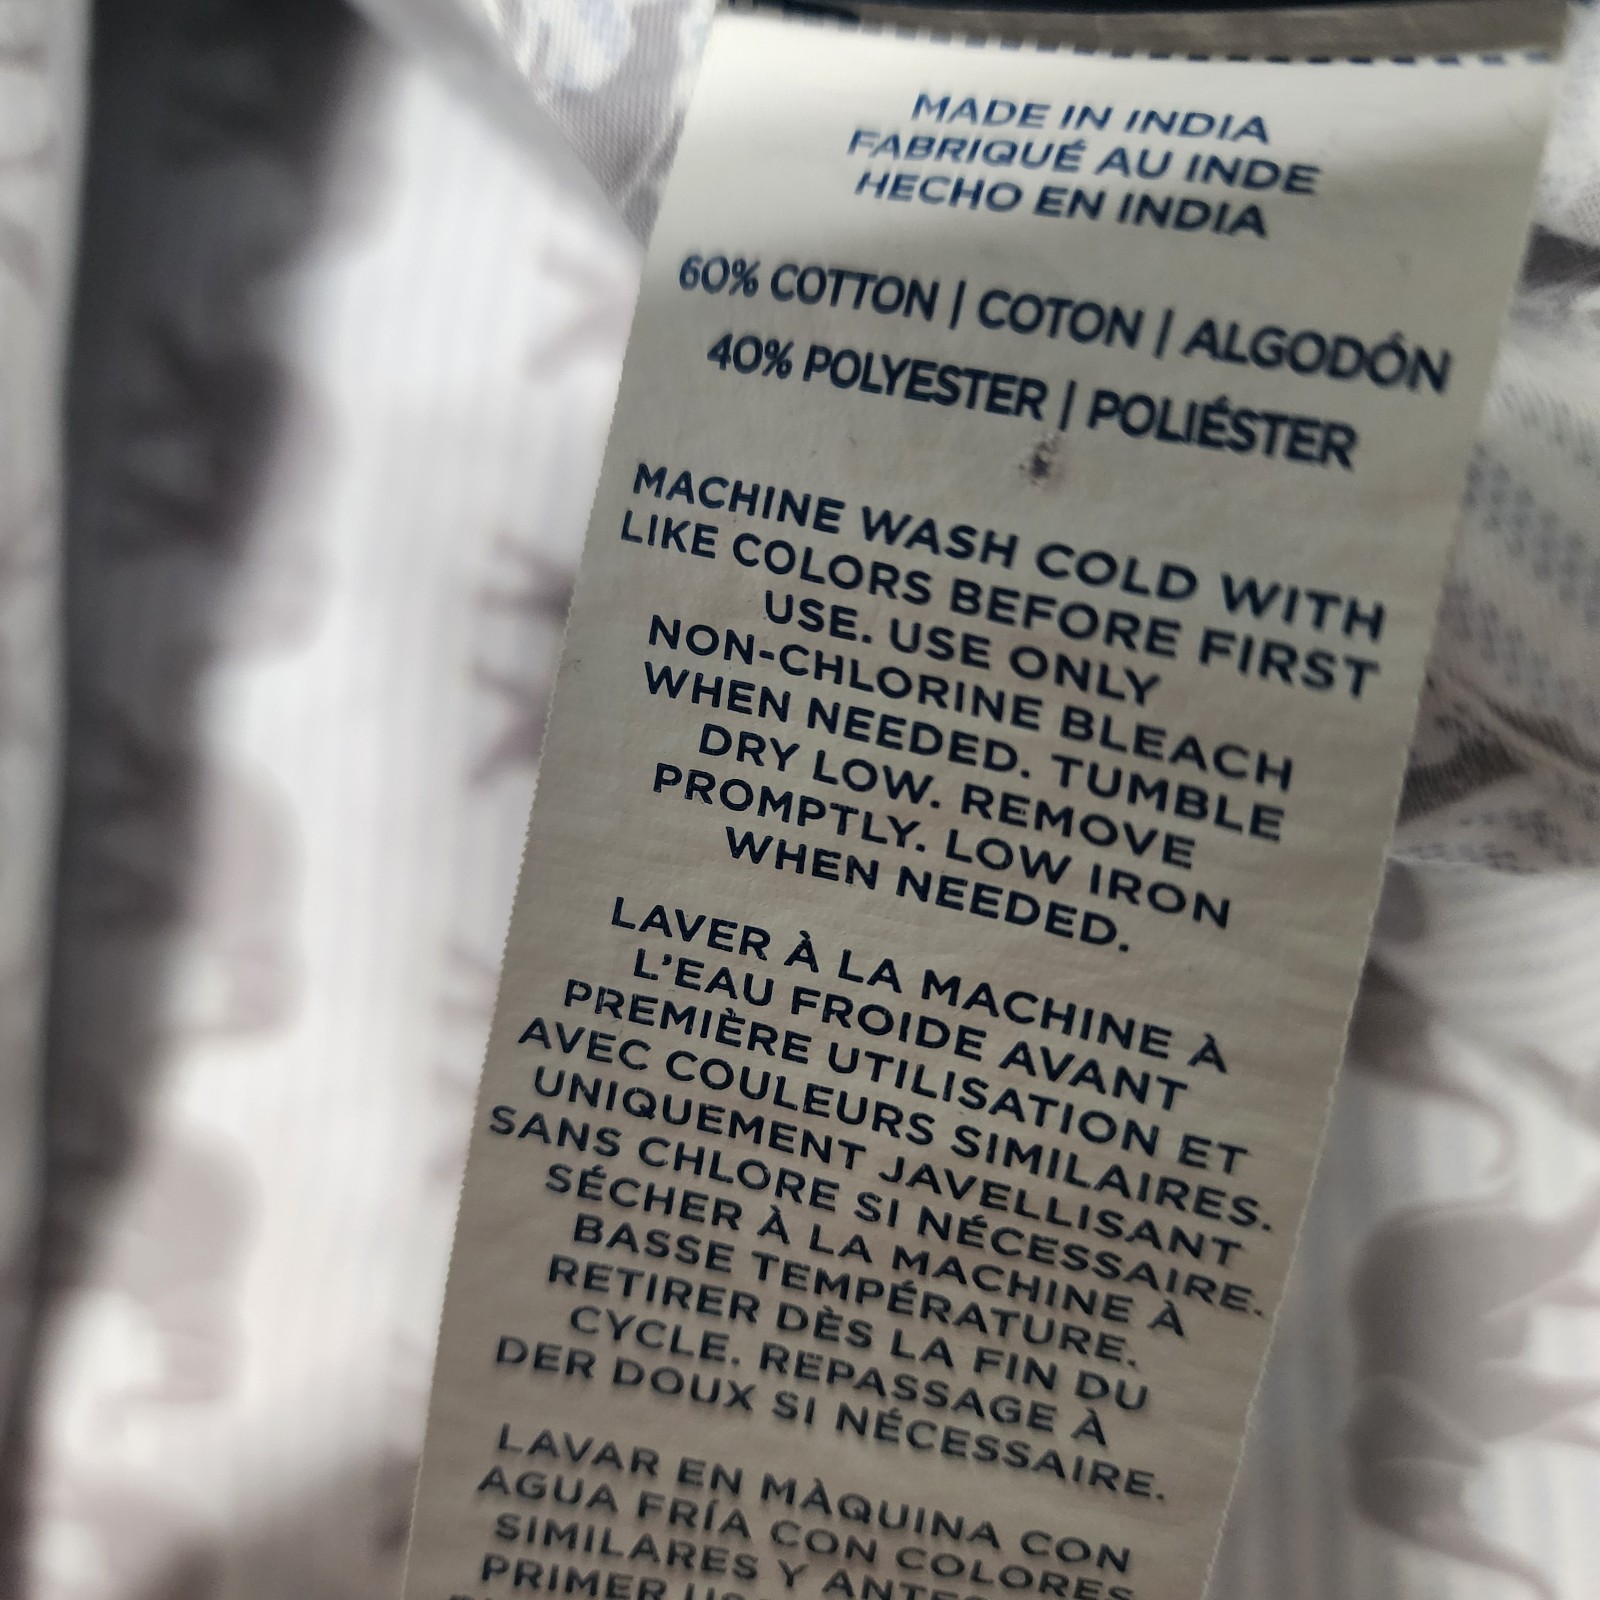 MADE IN INDIA
FABRIQUÉ AU INDE
HECHO EN INDIA
60% COTTON | COTON | ALGODÓN
40% POLYESTER | POLIÉSTER
MACHINE WASH COLD WITH
LIKE COLORS BEFORE FIRST
USE. USE ONLY
NON-CHLORINE BLEACH
WHEN NEEDED. TUMBLE
DRY LOW. REMOVE
PROMPTLY. LOW IRON
WHEN NEEDED.
LAVER À LA MACHINE À
L'EAU FROIDE AVANT
PREMIÈRE UTILISATION ET
AVEC COULEURS SIMILAIRES.
UNIQUEMENT JAVELLISANT
SANS CHLORE SI NÉCESSAIRE.
SÉCHER À LA MACHINE À
BASSE TEMPÉRATURE.
RETIRER DÈS LA FIN DU
CYCLE. REPASSAGE À
DER DOUX SI NÉCESSAIRE.
LAVAR EN MÀQUINA CON
AGUA FRÍA CON COLORES
SIMILARES Y
PRIMER